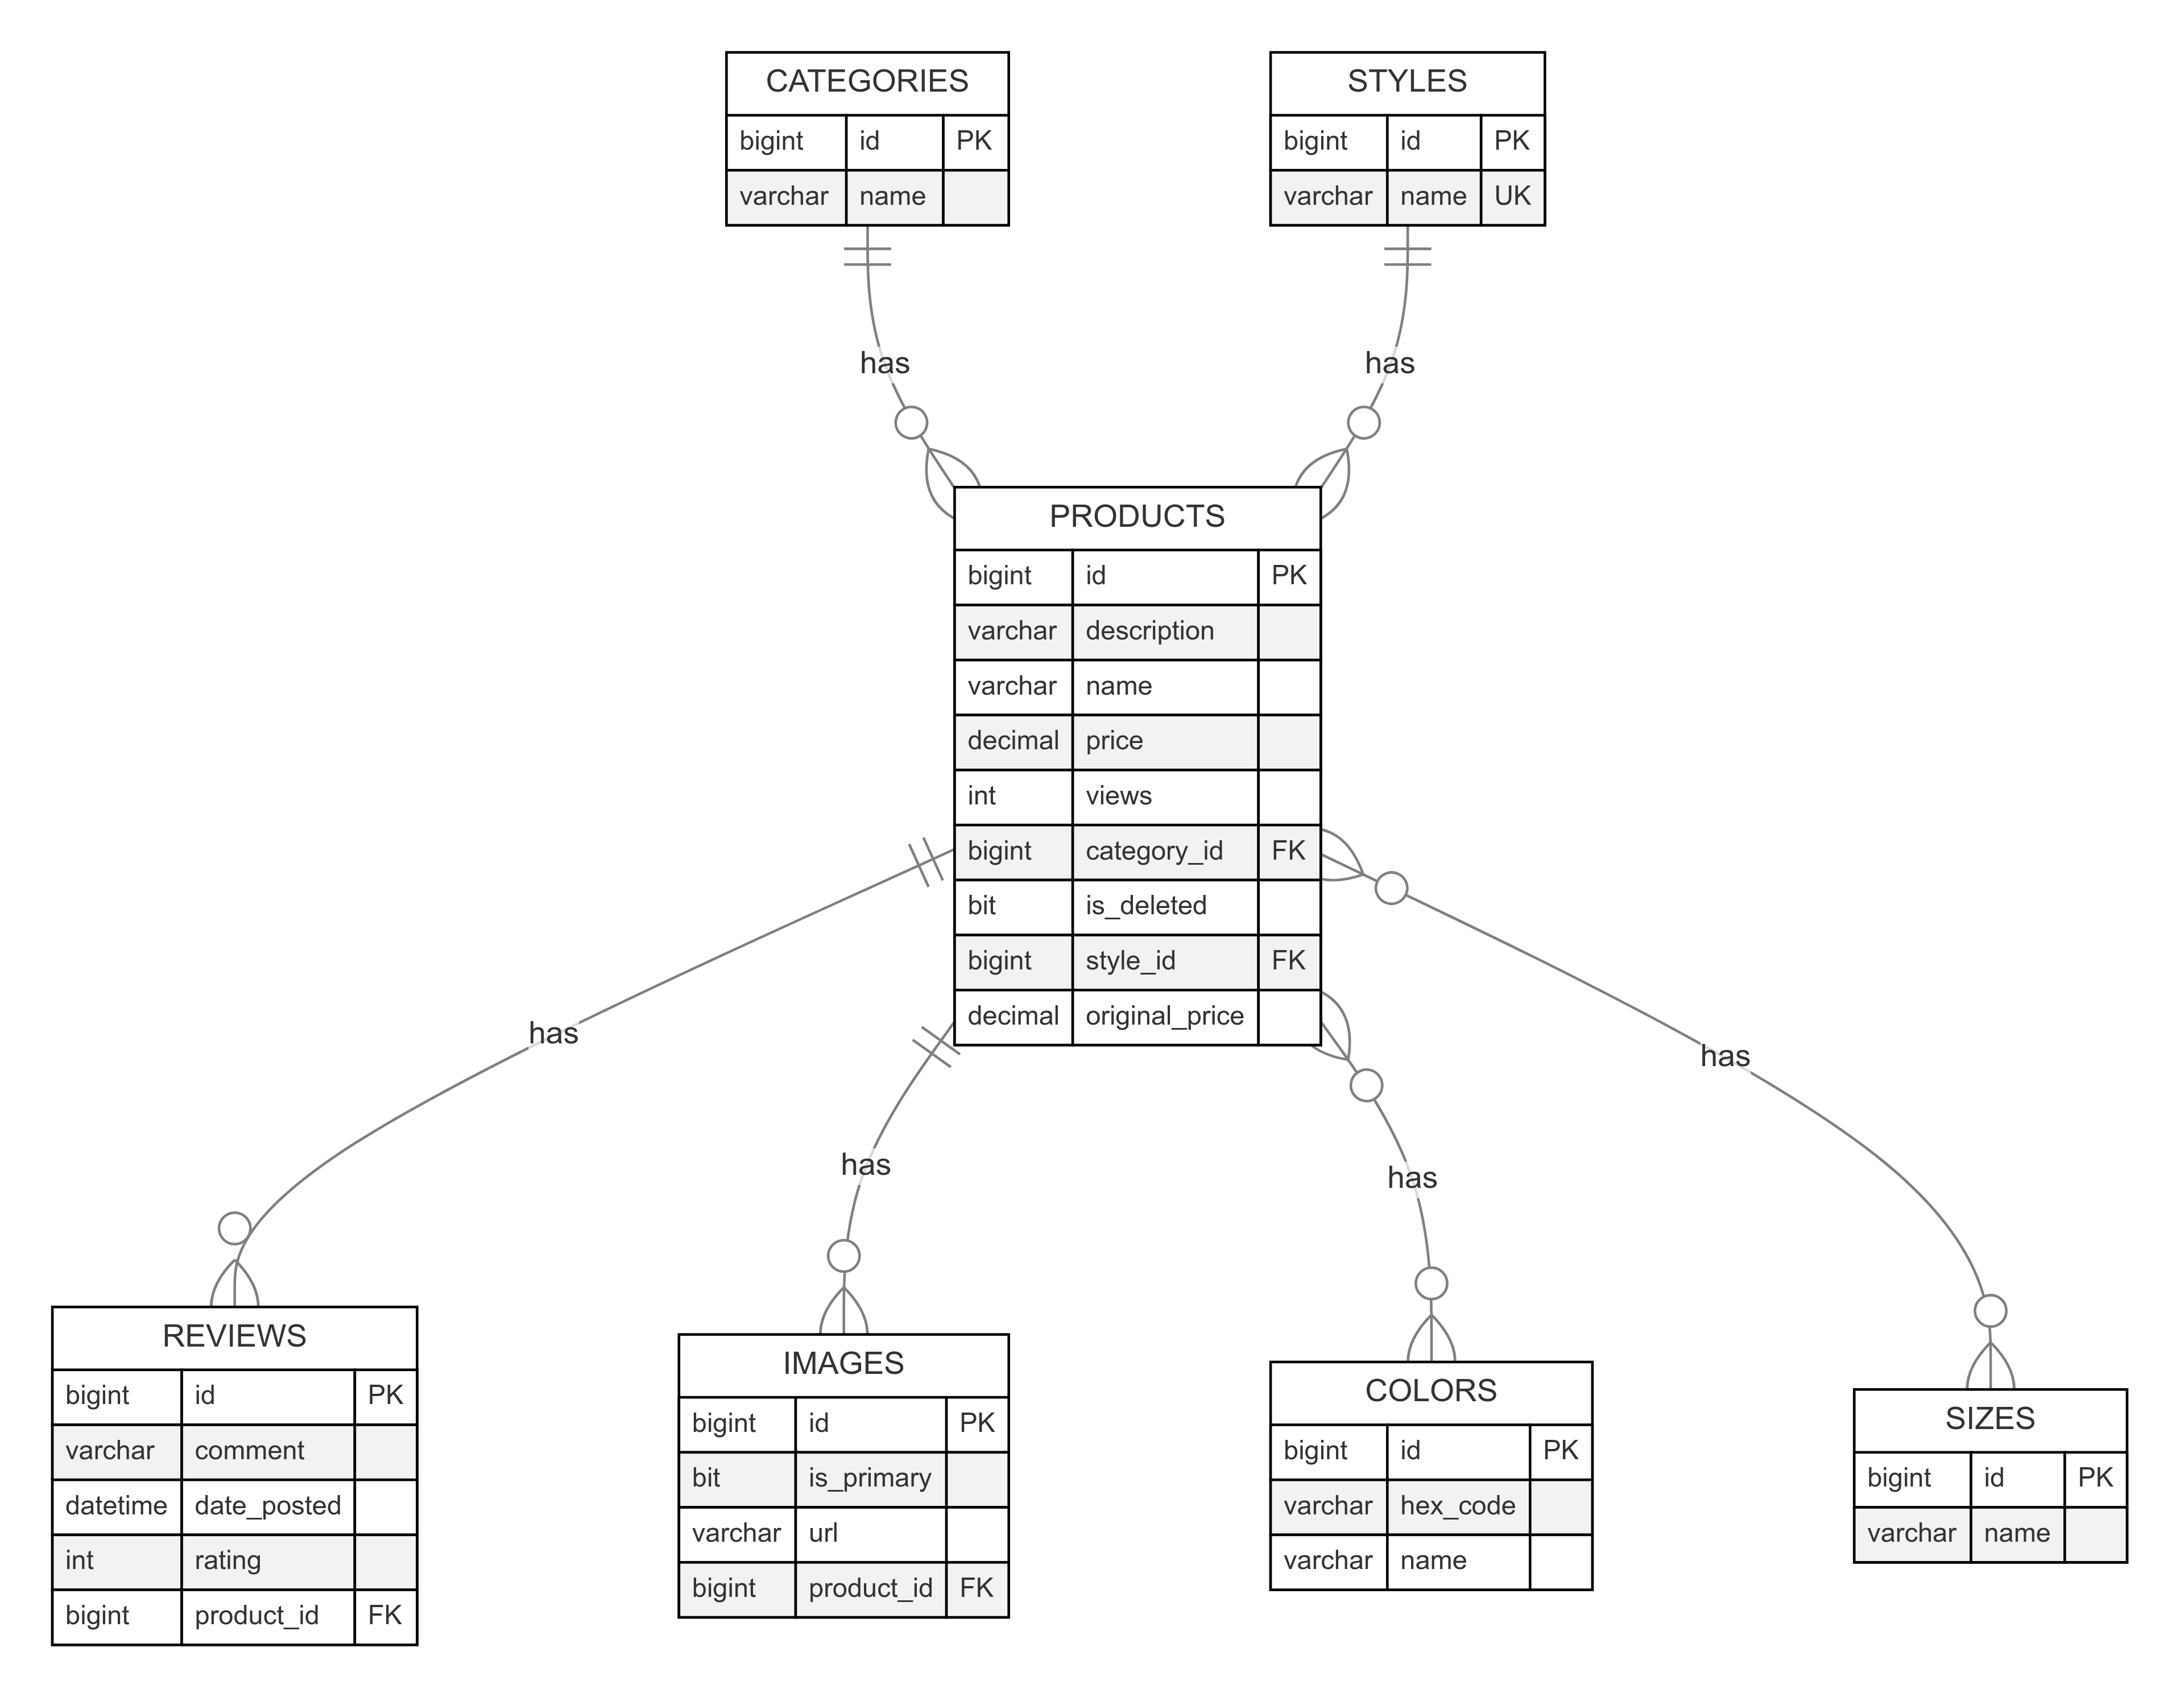 CATEGORIES
bigint id PK
varchar name
STYLES
bigint id PK
varchar name UK
has
has
PRODUCTS
bigint id PK
varchar description
varchar name
decimal price
int views
bigint category_id FK
bit is_deleted
bigint style_id FK
decimal original_price
has
has
has
has
REVIEWS
bigint id PK
varchar comment
datetime date_posted
int rating
bigint product_id FK
IMAGES
bigint id PK
bit is_primary
varchar url
bigint product_id FK
COLORS
bigint id PK
varchar hex_code
varchar name
SIZES
bigint id PK
varchar name